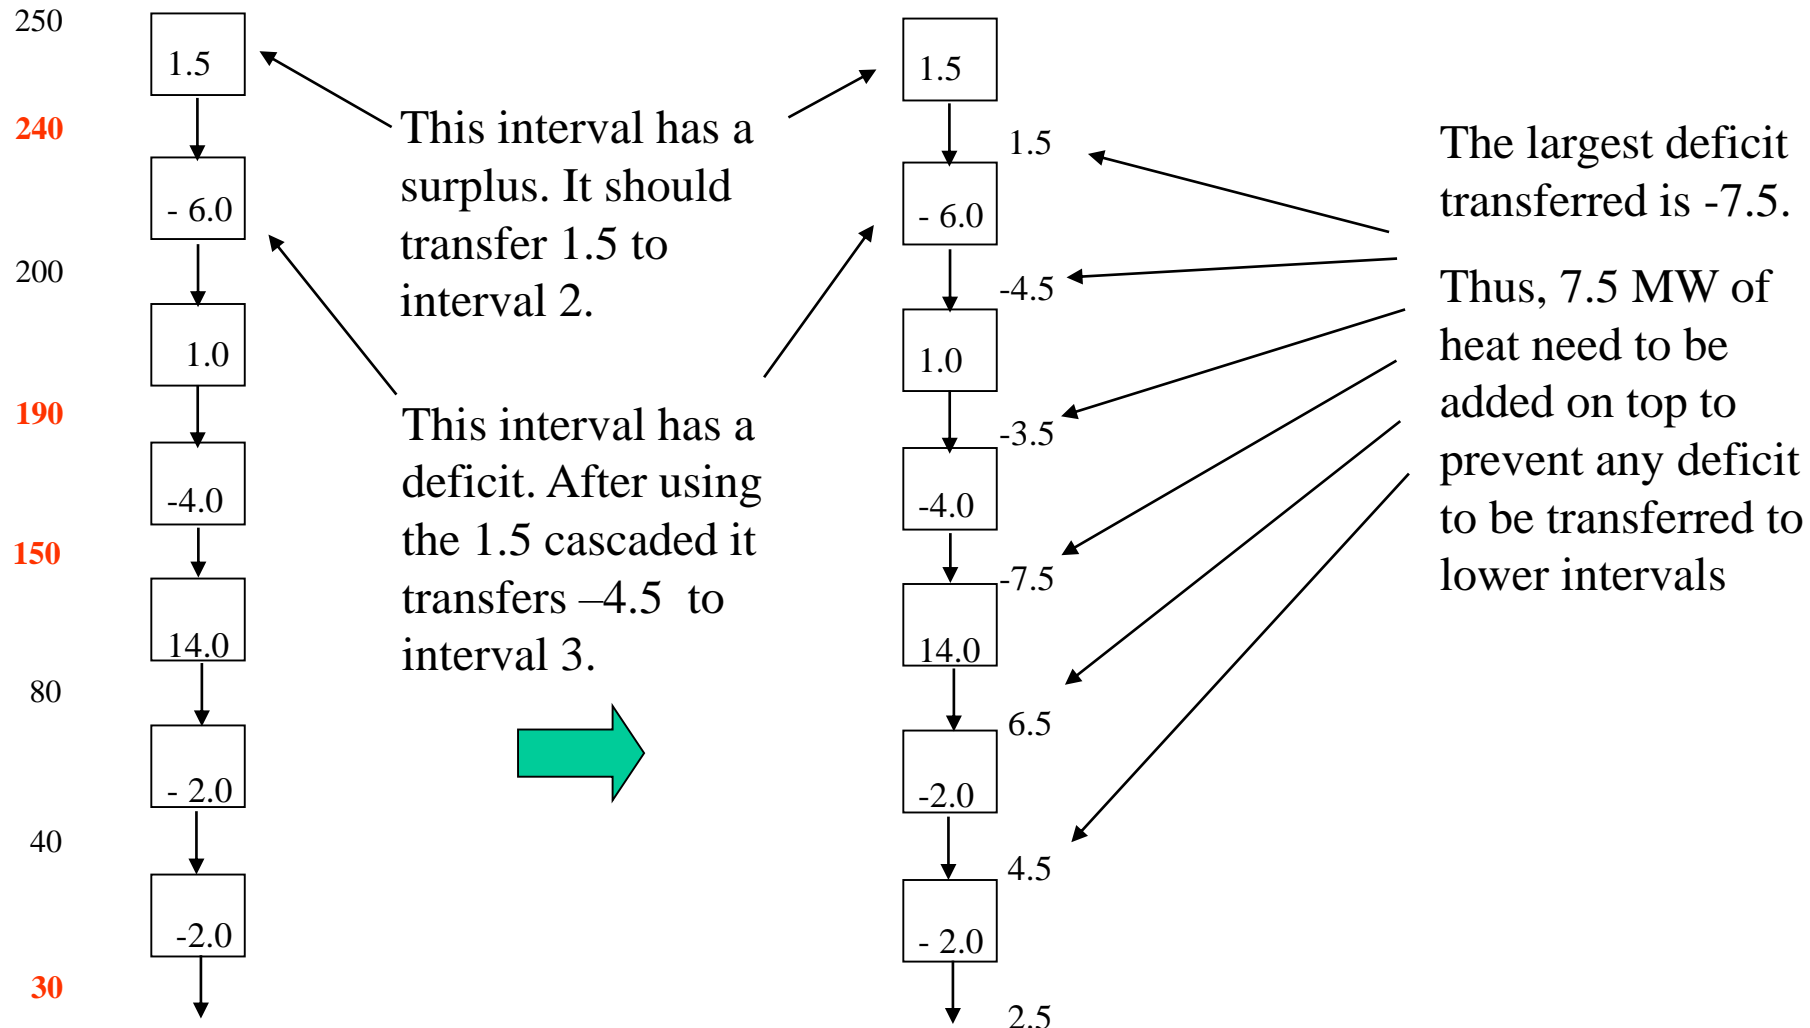 250
1.5
240
- 6.0
200
1.0
190
-4.0
150
14.0
80
- 2.0
40
-2.0
30
This interval has a
surplus. It should
transfer 1.5 to
interval 2.
This interval has a
deficit. After using
the 1.5 cascaded it
transfers –4.5 to
interval 3.
1.5
1.5
- 6.0
-4.5
1.0
-3.5
-4.0
-7.5
14.0
6.5
-2.0
4.5
- 2.0
2.5
The largest deficit
transferred is -7.5.
Thus, 7.5 MW of
heat need to be
added on top to
prevent any deficit
to be transferred to
lower intervals